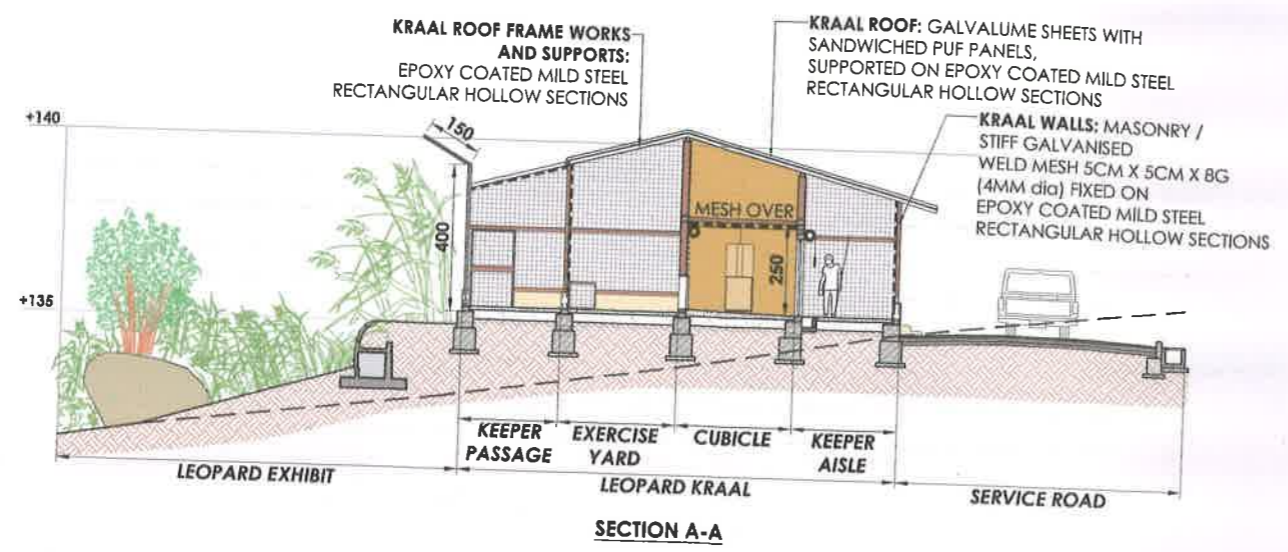 KRAAL ROOF FRAME WORKS
AND SUPPORTS:
EPOXY COATED MILD STEEL
RECTANGULAR HOLLOW SECTIONS
KRAAL ROOF: GALVALUME SHEETS WITH
SANDWICHED PUF PANELS,
SUPPORTED ON EPOXY COATED MILD STEEL
RECTANGULAR HOLLOW SECTIONS
KRAAL WALLS: MASONRY /
STIFF GALVANISED
WELD MESH 5CM X 5CM X 8G
(4MM dia) FIXED ON
EPOXY COATED MILD STEEL
RECTANGULAR HOLLOW SECTIONS
+140
150
MESH OVER
400
250
+135
KEEPER
PASSAGE
EXERCISE
YARD
CUBICLE
KEEPER
AISLE
LEOPARD EXHIBIT
LEOPARD KRAAL
SERVICE ROAD
SECTION A-A